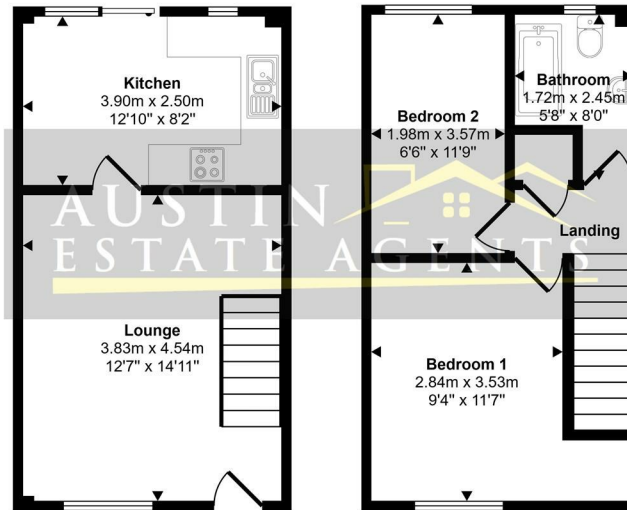 Kitchen
3.90m x 2.50m
12'10" x 8'2"
Bathroom
1.72m x 2.45m
5'8" x 8'0"
Bedroom 2
1.98m x 3.57m
6'6" x 11'9"
AUSTIN
ESTATE AGENTS
Landing
Lounge
3.83m x 4.54m
12'7" x 14'11"
Bedroom 1
2.84m x 3.53m
9'4" x 11'7"